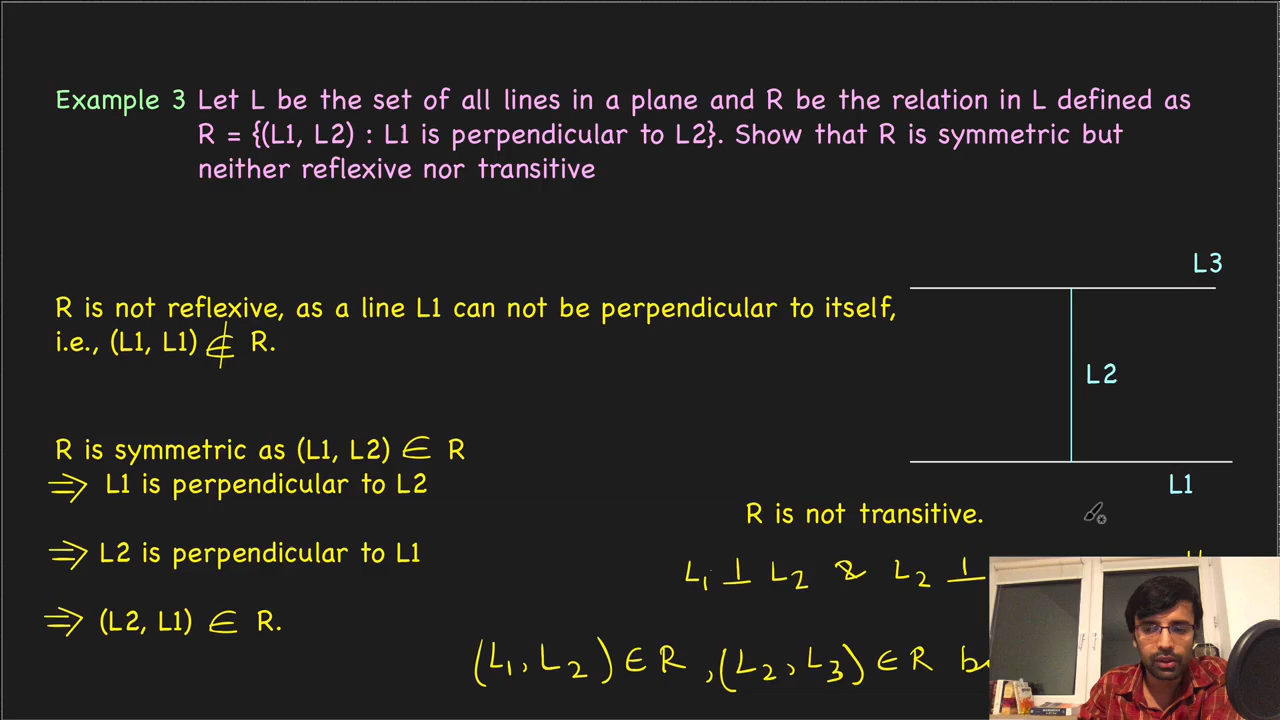 Example 3 Let L be the set of all lines in a plane and R be the relation in L defined as
R = {(L1, L2) : L1 is perpendicular to L2}. Show that R is symmetric but
neither reflexive nor transitive
L3
R is not reflexive, as a line L1 can not be perpendicular to itself,
i.e., (L1, L1) ∉ R.
L2
R is symmetric as (L1, L2) ∈ R
⇒ L1 is perpendicular to L2
L1
R is not transitive.
⇒ L2 is perpendicular to L1
L₁ ⊥ L₂ & L₂ ⊥
⇒ (L2, L1) ∈ R.
(L₁, L₂) ∈ R, (L₂, L₃) ∈ R